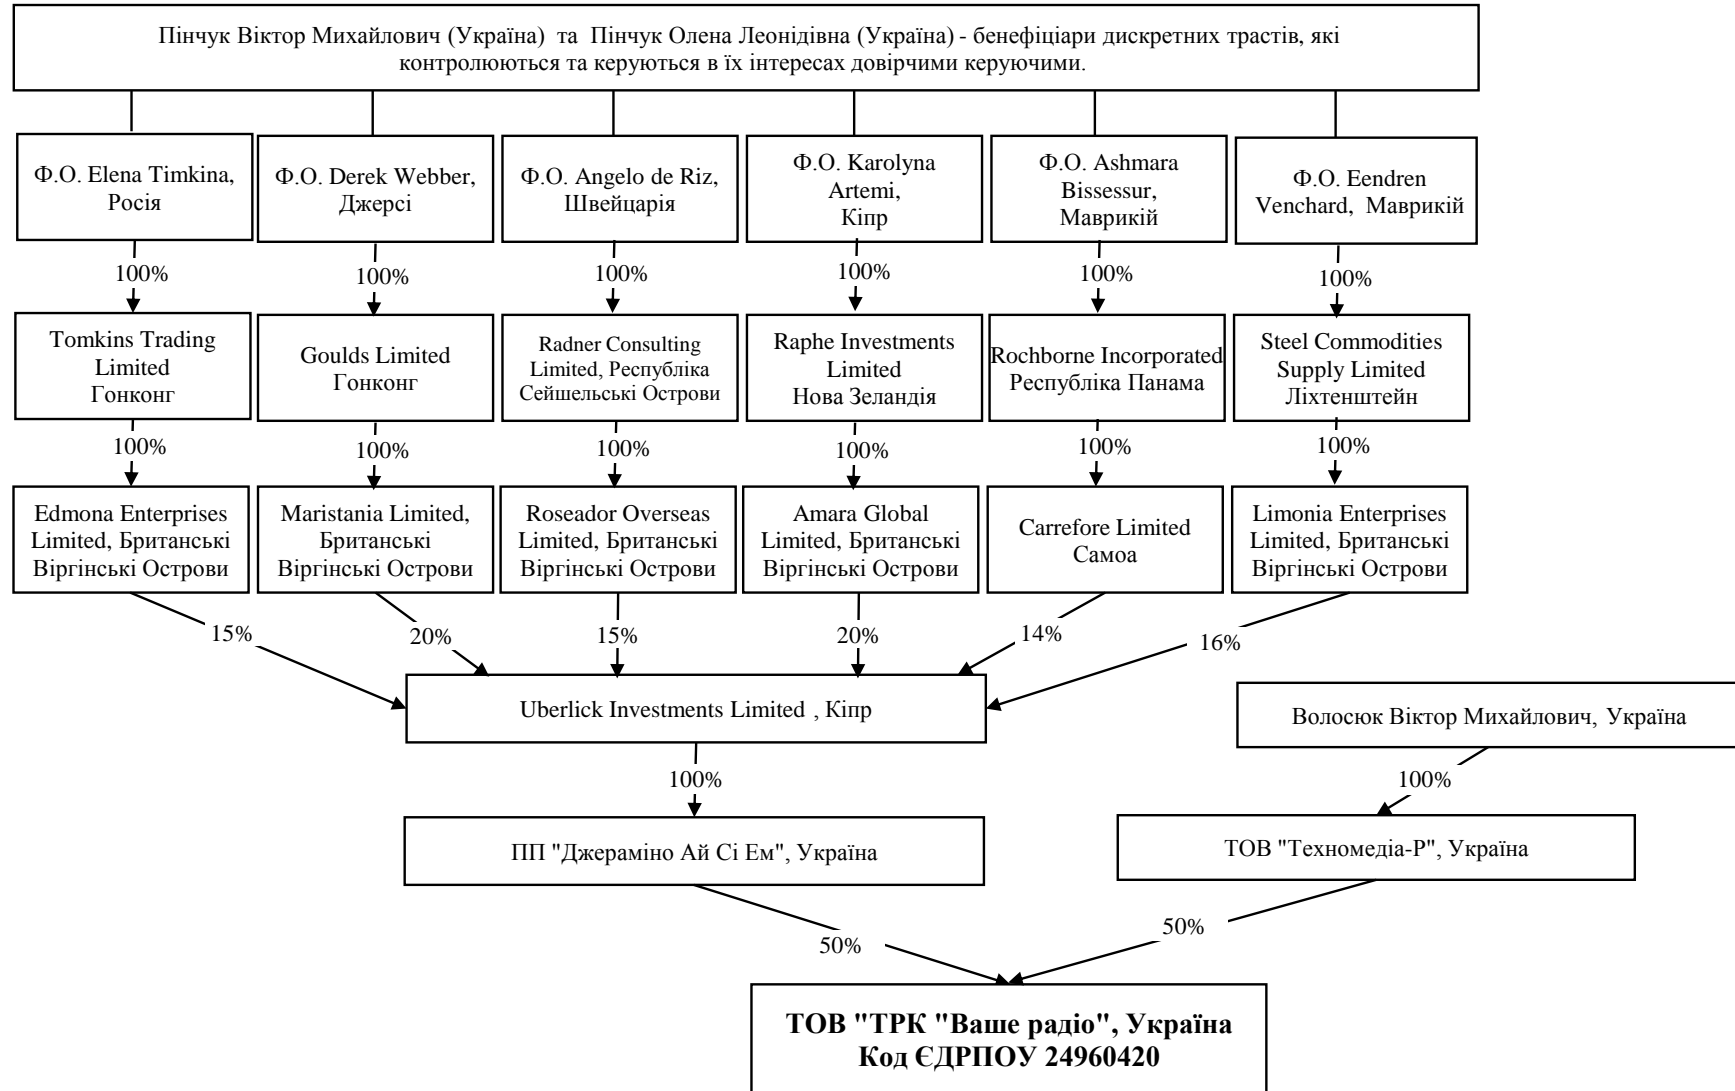 Пінчук Віктор Михайлович (Україна) та Пінчук Олена Леонідівна (Україна) - бенефіціари дискретних трастів, які
контролюються та керуються в їх інтересах довірчими керуючими.
Ф.О. Elena Timkina,
Росія
Ф.О. Derek Webber,
Джерсі
Ф.О. Angelo de Riz,
Швейцарія
Ф.О. Karolyna
Artemi,
Кіпр
Ф.О. Ashmara
Bissessur,
Маврикій
Ф.О. Eendren
Venchard, Маврикій
100%
100%
100%
100%
100%
100%
Tomkins Trading
Limited
Гонконг
Goulds Limited
Гонконг
Radner Consulting
Limited, Республіка
Сейшельські Острови
Raphe Investments
Limited
Нова Зеландія
Rochborne Incorporated
Республіка Панама
Steel Commodities
Supply Limited
Ліхтенштейн
100%
100%
100%
100%
100%
100%
Edmona Enterprises
Limited, Британські
Віргінські Острови
Maristania Limited,
Британські
Віргінські Острови
Roseador Overseas
Limited, Британські
Віргінські Острови
Amara Global
Limited, Британські
Віргінські Острови
Carrefore Limited
Самоа
Limonia Enterprises
Limited, Британські
Віргінські Острови
15%
20%
15%
20%
14%
16%
Uberlick Investments Limited , Кіпр
Волосюк Віктор Михайлович, Україна
100%
100%
ПП "Джераміно Ай Сі Ем", Україна
ТОВ "Техномедіа-Р", Україна
50%
50%
ТОВ "ТРК "Ваше радіо", Україна
Код ЄДРПОУ 24960420